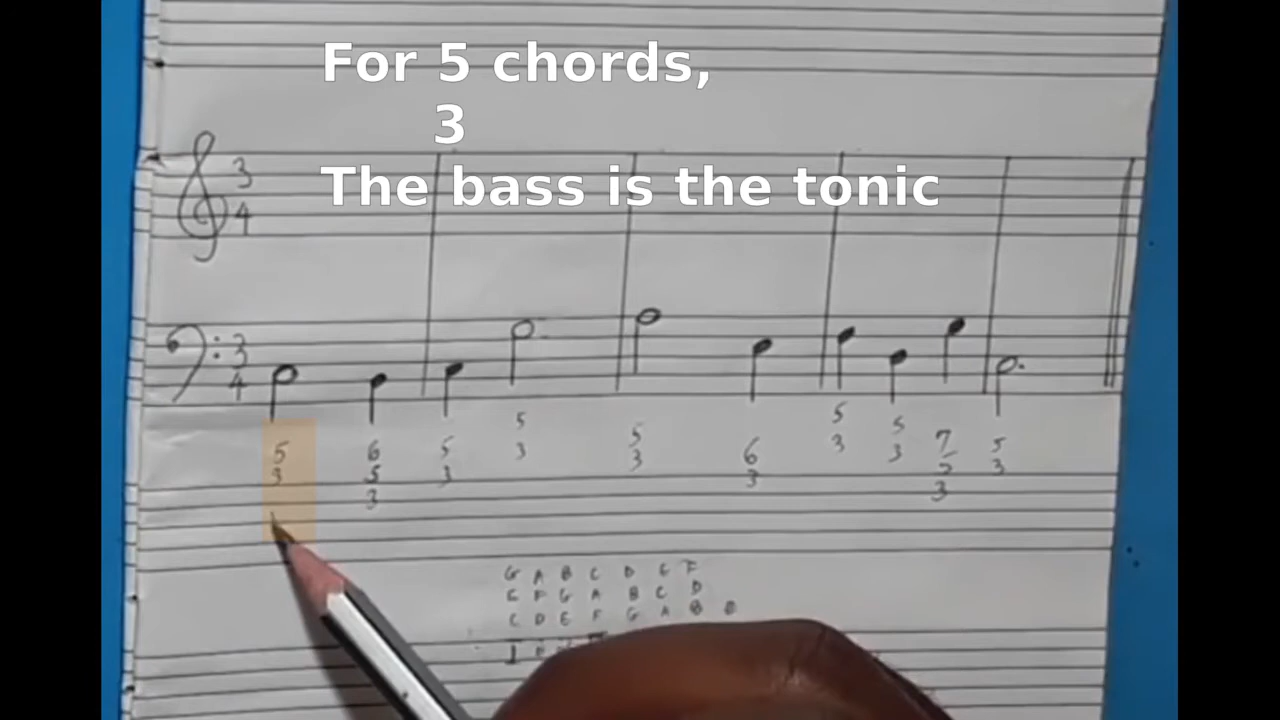 For 5 chords,
3
The bass is the tonic
3
4
3
4
5 6 5 5 5 6 5 5 7 5
3 5 3 3 3 3 3 3 5 3
3 3
G A B C D E F
E F G A B C D
C D E F G A B
I